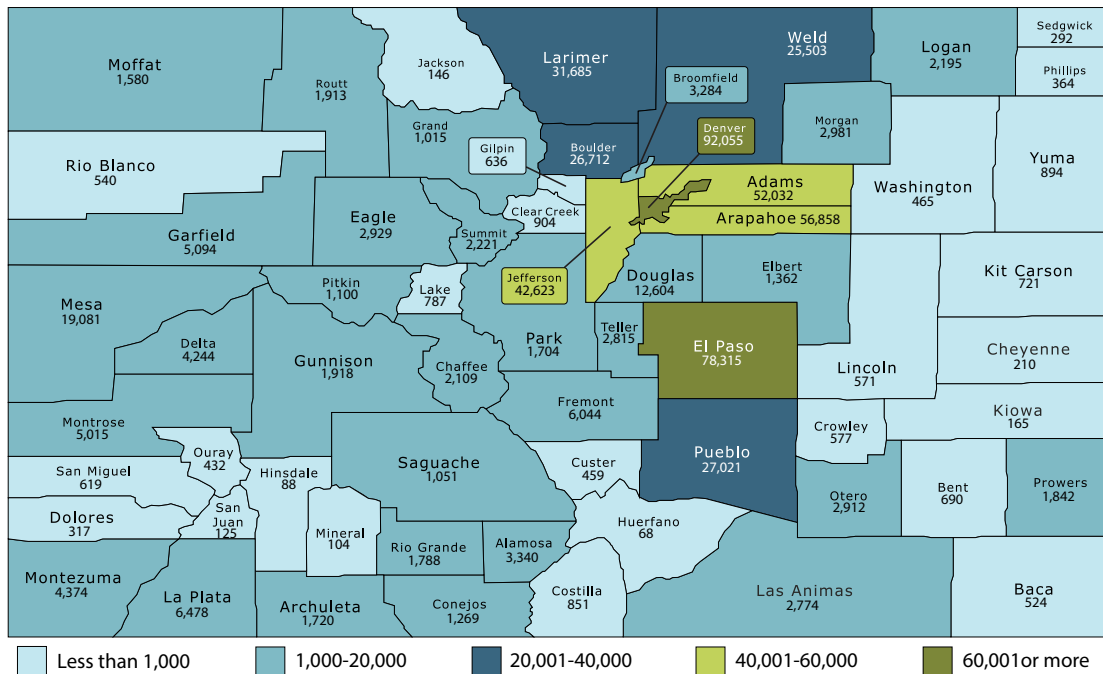 Moffat
1,580
Routt
1,913
Jackson
146
Larimer
31,685
Weld
25,503
Logan
2,195
Sedgwick
292
Phillips
364
Broomfield
3,284
Morgan
2,981
Grand
1,015
Gilpin
636
Boulder
26,712
Denver
92,055
Rio Blanco
540
Yuma
894
Washington
465
Adams
52,032
Eagle
2,929
Clear Creek
904
Arapahoe 56,858
Garfield
5,094
Summit
2,221
Jefferson
42,623
Douglas
12,604
Elbert
1,362
Kit Carson
721
Mesa
19,081
Pitkin
1,100
Lake
787
Park
1,704
Teller
2,815
El Paso
78,315
Delta
4,244
Gunnison
1,918
Chaffee
2,109
Lincoln
571
Cheyenne
210
Fremont
6,044
Montrose
5,015
Kiowa
165
Crowley
577
Ouray
432
San Miguel
619
Hinsdale
88
Saguache
1,051
Custer
459
Pueblo
27,021
Otero
2,912
Bent
690
Prowers
1,842
Dolores
317
San
Juan
125
Mineral
104
Rio Grande
1,788
Alamosa
3,340
Huerfano
68
Montezuma
4,374
La Plata
6,478
Archuleta
1,720
Conejos
1,269
Costilla
851
Las Animas
2,774
Baca
524
Less than 1,000
1,000-20,000
20,001-40,000
40,001-60,000
60,001or more